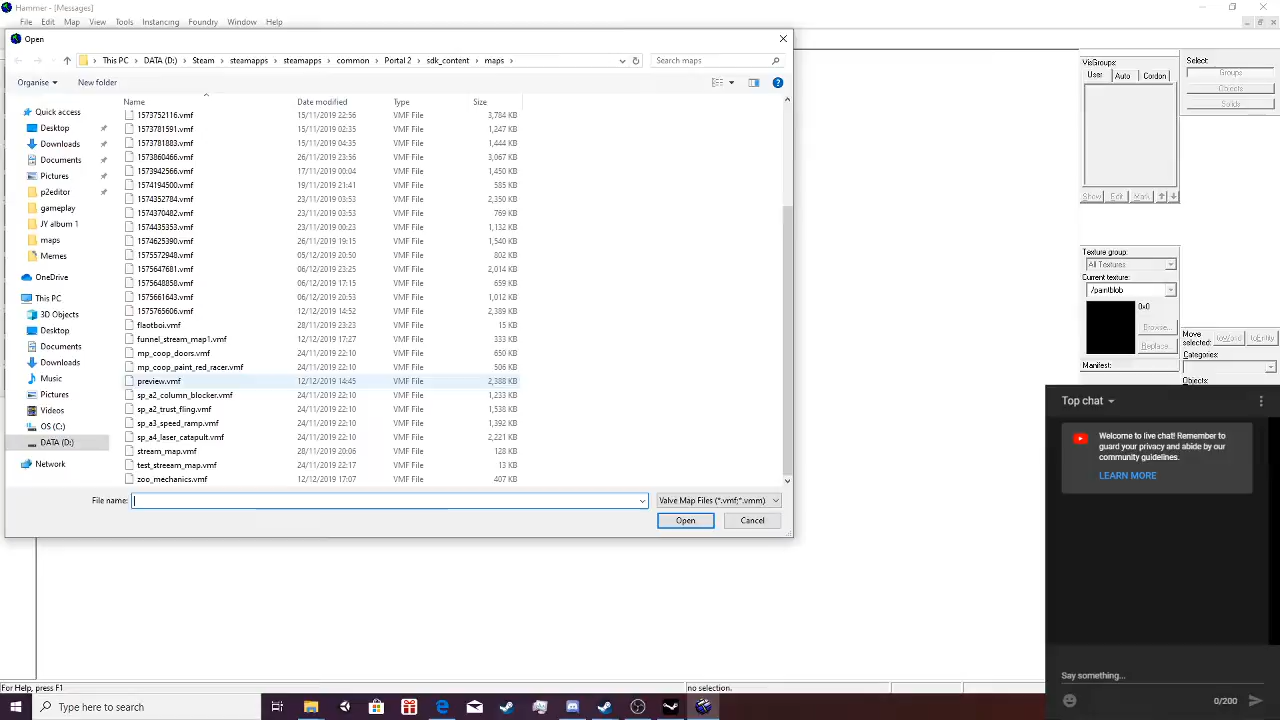 Hammer - [Messages]
File Edit Map View Tools Instancing Foundry Window Help
Open
This PC > DATA (D:) > Steam > steamapps > steamapps > common > Portal 2 > sdk_content > maps >
Search maps
Organise
New folder
Name Date modified Type Size
1573752116.vmf 15/11/2019 22:56 VMF File 3,784 KB
1573781591.vmf 15/11/2019 02:35 VMF File 1,247 KB
1573781883.vmf 15/11/2019 04:35 VMF File 1,444 KB
1573860466.vmf 26/11/2019 23:56 VMF File 3,067 KB
1573942566.vmf 17/11/2019 00:04 VMF File 1,450 KB
1574194500.vmf 19/11/2019 21:41 VMF File 585 KB
1574352784.vmf 23/11/2019 03:53 VMF File 2,350 KB
1574370482.vmf 23/11/2019 03:53 VMF File 769 KB
1574435353.vmf 23/11/2019 00:23 VMF File 1,132 KB
1574625390.vmf 26/11/2019 19:15 VMF File 1,540 KB
1575572948.vmf 05/12/2019 20:50 VMF File 802 KB
1575647681.vmf 06/12/2019 23:25 VMF File 2,014 KB
1575648858.vmf 06/12/2019 17:15 VMF File 659 KB
1575661643.vmf 06/12/2019 20:53 VMF File 1,012 KB
1575765606.vmf 12/12/2019 14:52 VMF File 2,389 KB
flaotboi.vmf 28/11/2019 23:23 VMF File 15 KB
funnel_stream_map1.vmf 12/12/2019 17:27 VMF File 333 KB
mp_coop_doors.vmf 24/11/2019 22:10 VMF File 650 KB
mp_coop_paint_red_racer.vmf 24/11/2019 22:10 VMF File 506 KB
preview.vmf 12/12/2019 14:45 VMF File 2,388 KB
sp_a2_column_blocker.vmf 24/11/2019 22:10 VMF File 1,233 KB
sp_a2_trust_fling.vmf 24/11/2019 22:10 VMF File 1,538 KB
sp_a3_speed_ramp.vmf 24/11/2019 22:10 VMF File 1,392 KB
sp_a4_laser_catapult.vmf 24/11/2019 22:10 VMF File 2,221 KB
stream_map.vmf 28/11/2019 20:06 VMF File 128 KB
test_stream_map.vmf 24/11/2019 22:17 VMF File 13 KB
zoo_mechanics.vmf 12/12/2019 17:07 VMF File 407 KB
Quick access
Desktop
Downloads
Documents
Pictures
p2editor
gameplay
JY album 1
maps
Memes
OneDrive
This PC
3D Objects
Desktop
Documents
Downloads
Music
Pictures
Videos
OS (C:)
DATA (D:)
Network
File name:
Valve Map Files (*.vmf;*.vmm)
Open Cancel
VisGroups:
User Auto Cordon
Show Edit Mark
Select:
Groups
Objects
Solids
Texture group:
All Textures
Current texture:
/paintblob
0x0
Browse...
Replace...
Manifest:
Move selected:
toWorld toEntity
Categories:
Objects:
Top chat
Welcome to live chat! Remember to
guard your privacy and abide by our
community guidelines.
LEARN MORE
Say something...
0/200
For Help, press F1
no selection.
Type here to search